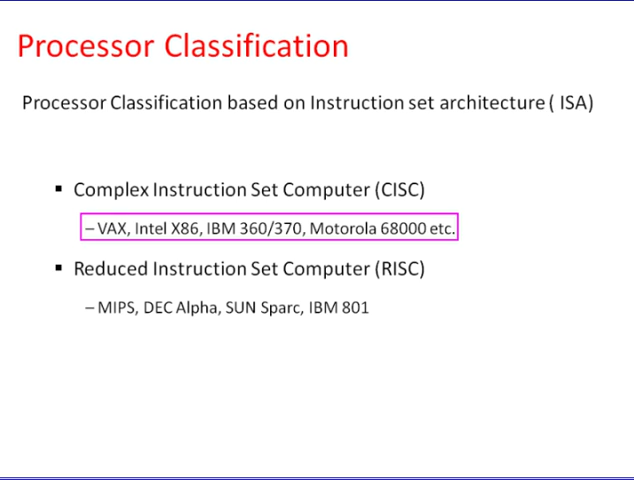 Processor Classification
Processor Classification based on Instruction set architecture ( ISA)
▪ Complex Instruction Set Computer (CISC)
– VAX, Intel X86, IBM 360/370, Motorola 68000 etc.
▪ Reduced Instruction Set Computer (RISC)
– MIPS, DEC Alpha, SUN Sparc, IBM 801